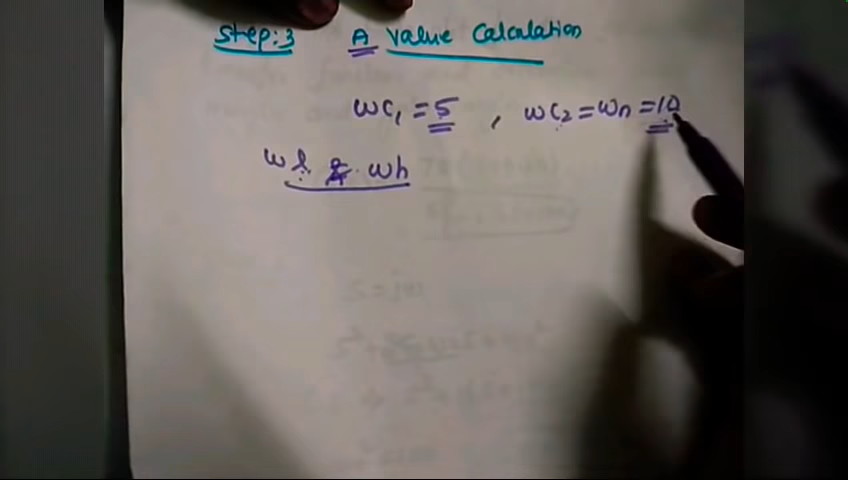 Step:3 A Value Calculation
ωc₁ = 5 , ωc₂ = ωn = 10
ωl & ωh